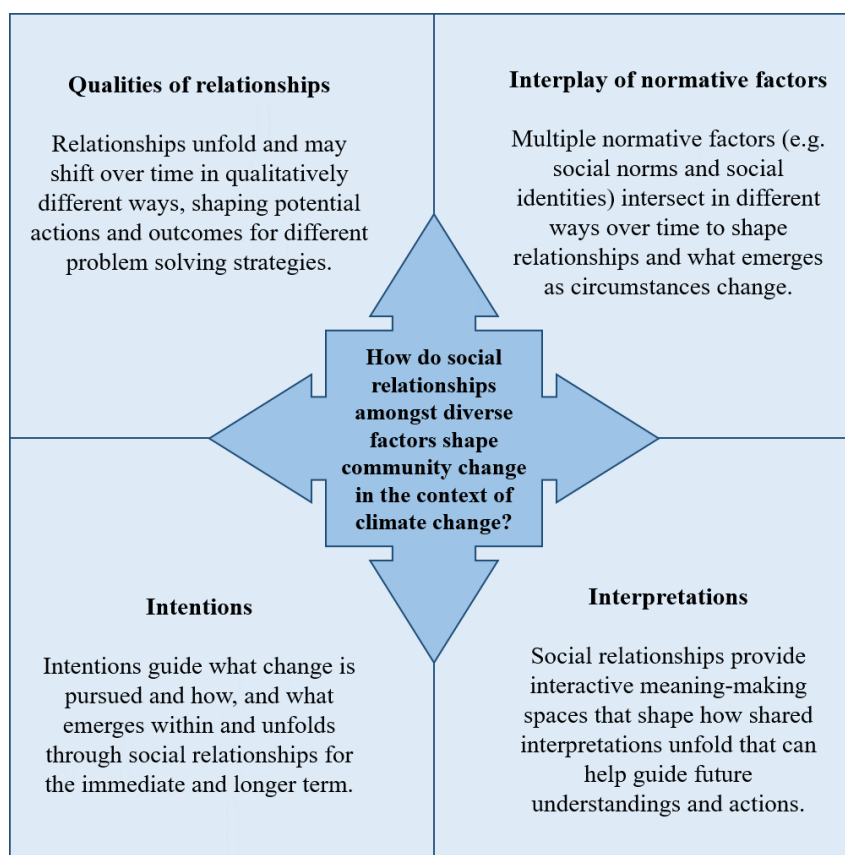 Qualities of relationships
Relationships unfold and may
shift over time in qualitatively
different ways, shaping potential
actions and outcomes for different
problem solving strategies.
Interplay of normative factors
Multiple normative factors (e.g.
social norms and social
identities) intersect in different
ways over time to shape
relationships and what emerges
as circumstances change.
How do social
relationships
amongst diverse
factors shape
community change
in the context of
climate change?
Intentions
Intentions guide what change is
pursued and how, and what
emerges within and unfolds
through social relationships for
the immediate and longer term.
Interpretations
Social relationships provide
interactive meaning-making
spaces that shape how shared
interpretations unfold that can
help guide future
understandings and actions.